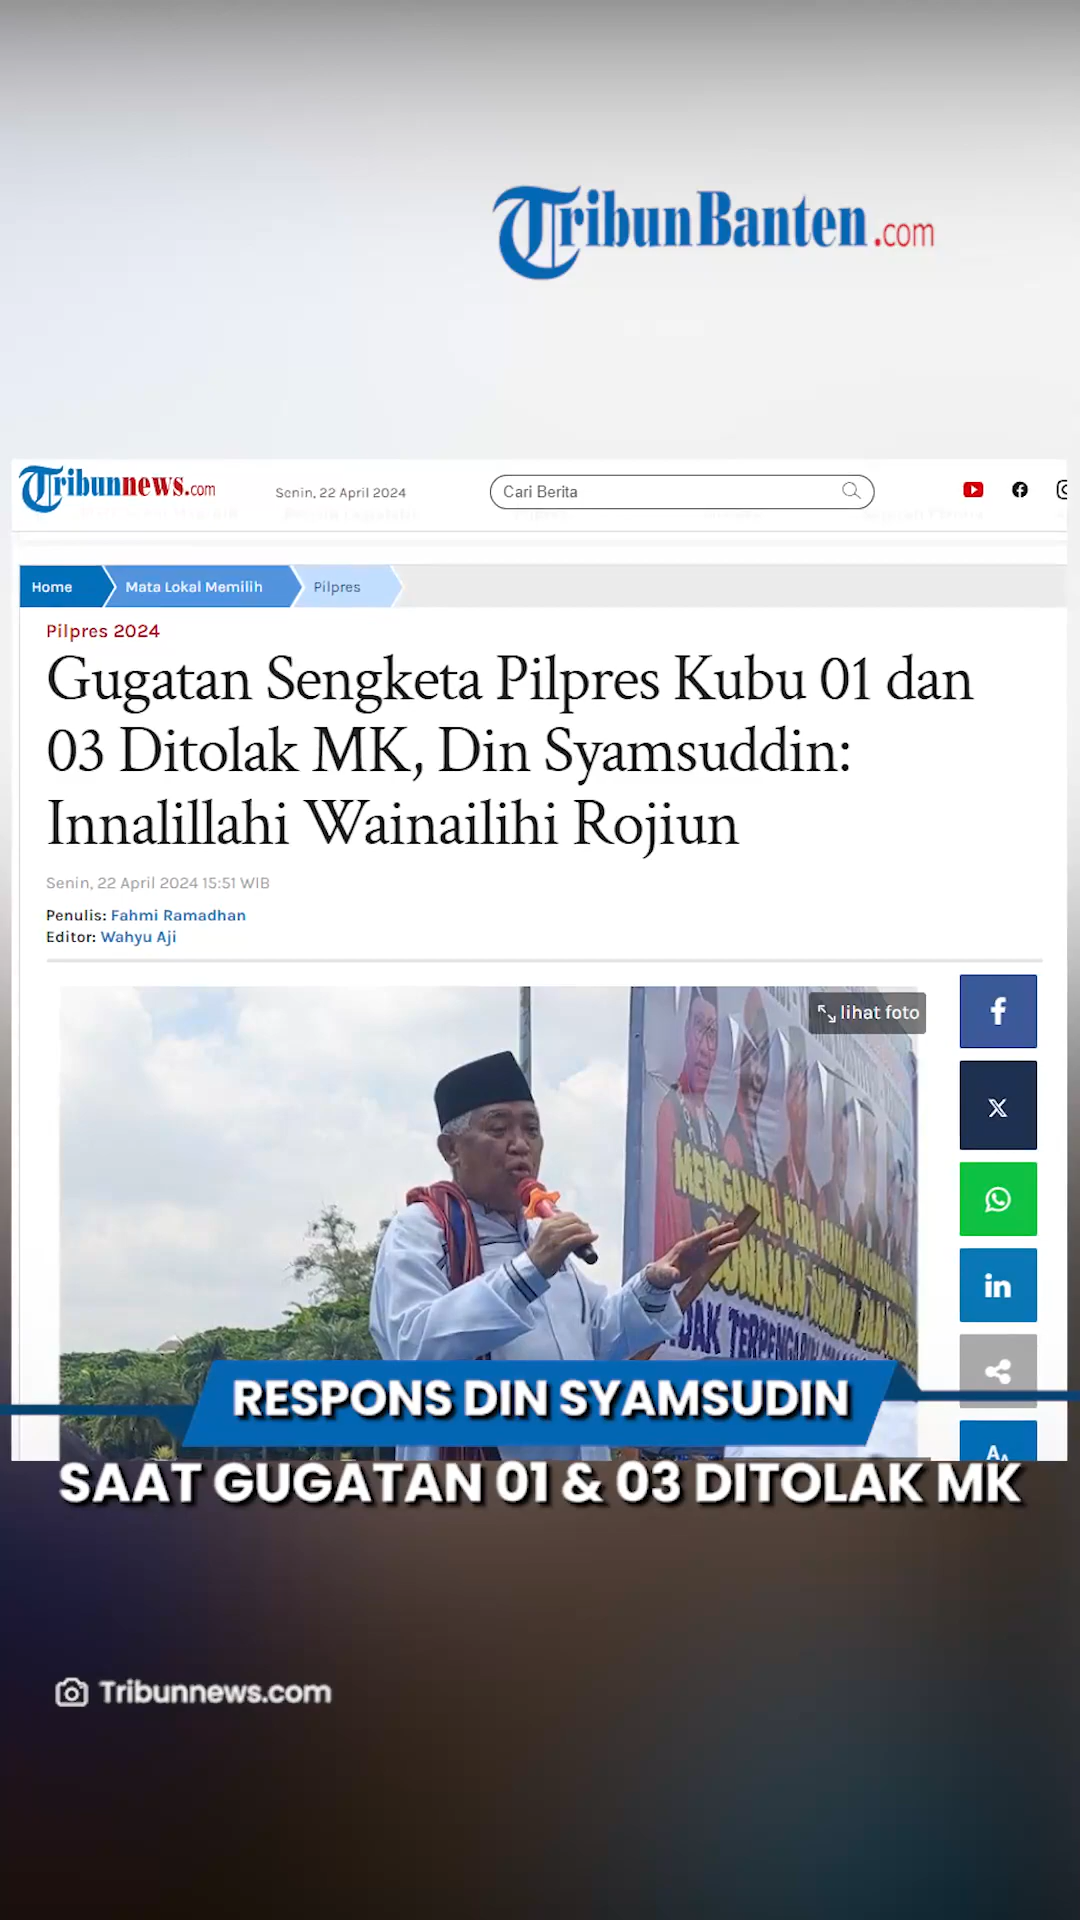 TribunBanten.com
Tribunnews.com
Senin, 22 April 2024
Cari Berita
Home
Mata Lokal Memilih
Pilpres
Pilpres 2024
Gugatan Sengketa Pilpres Kubu 01 dan
03 Ditolak MK, Din Syamsuddin:
Innalillahi Wainailihi Rojiun
Senin, 22 April 2024 15:51 WIB
Penulis: Fahmi Ramadhan
Editor: Wahyu Aji
lihat foto
MENGAWAL PARA
TERPENGARUH
RESPONS DIN SYAMSUDIN
SAAT GUGATAN 01 & 03 DITOLAK MK
Tribunnews.com